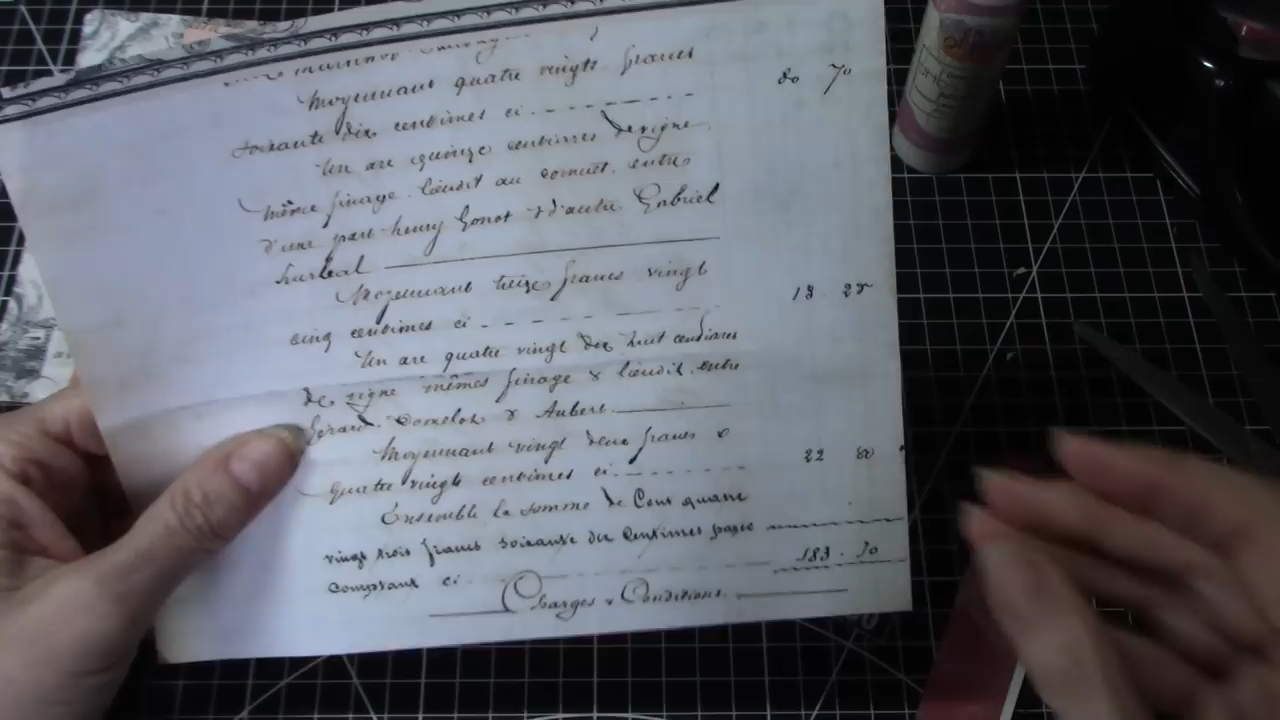 Moyennant quatre vingts francs
soixante dix centimes ci 80 70
Un are quinze centiares de vigne
même finage, lieudit au cornuet, entre
d'une part henry Gonot & d'autre Gabriel
hurbal
Moyennant treize francs vingt
cinq centimes ci 13 25
Un are quatre vingt dix huit centiares
de vigne mêmes finage & lieudit, entre
Gérard & Aubert
Moyennant vingt deux francs
quatre vingts centimes ci 22 80
Ensemble la somme de Cent quatre
vingt trois francs soixante dix Centimes payés
comptant ci 183.70
Charges & Conditions